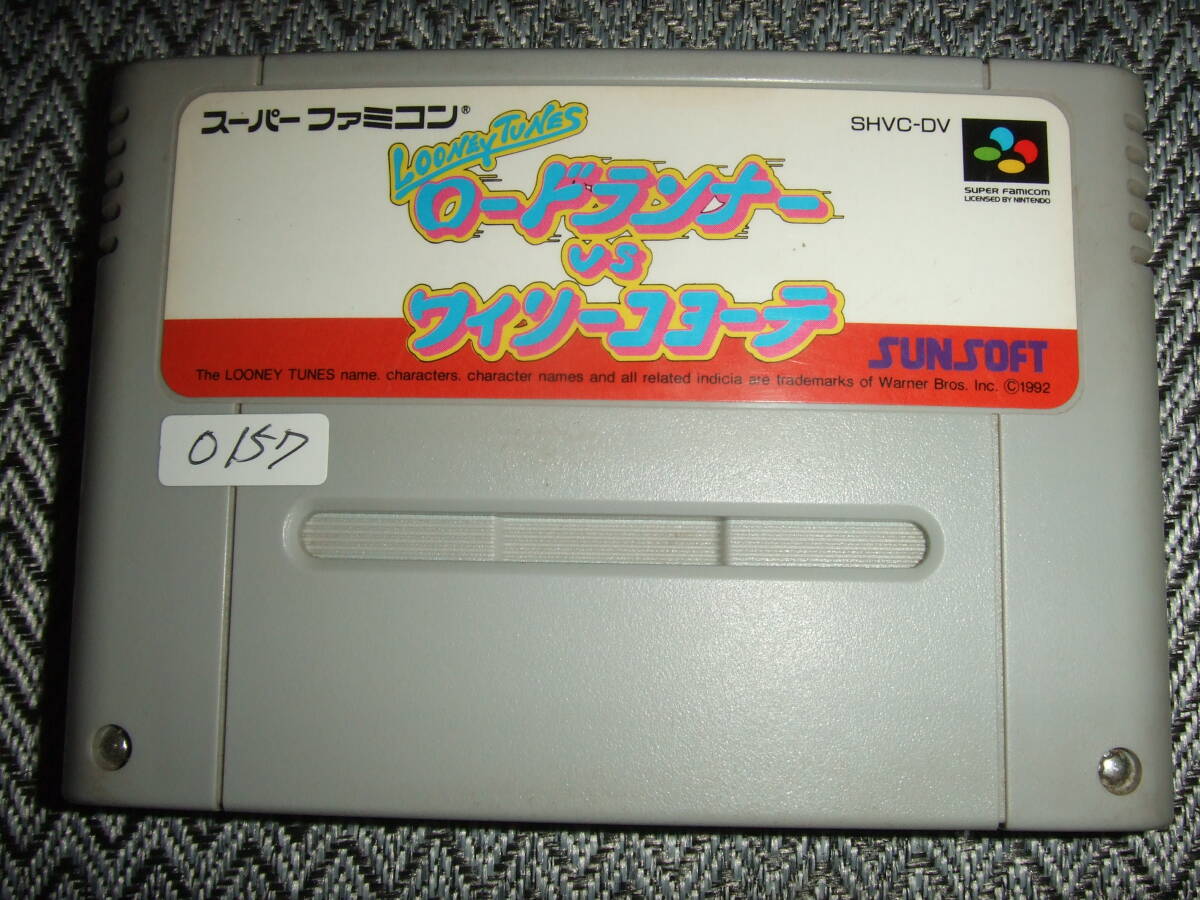 スーパーファミコン®
SHVC-DV
LOONEY TUNES
ロードランナー
VS
ワイリーコヨーテ
SUPER FAMICOM
LICENSED BY NINTENDO
SUNSOFT
The LOONEY TUNES name. characters. character names and all related indicia are trademarks of Warner Bros. Inc. ©1992
0157